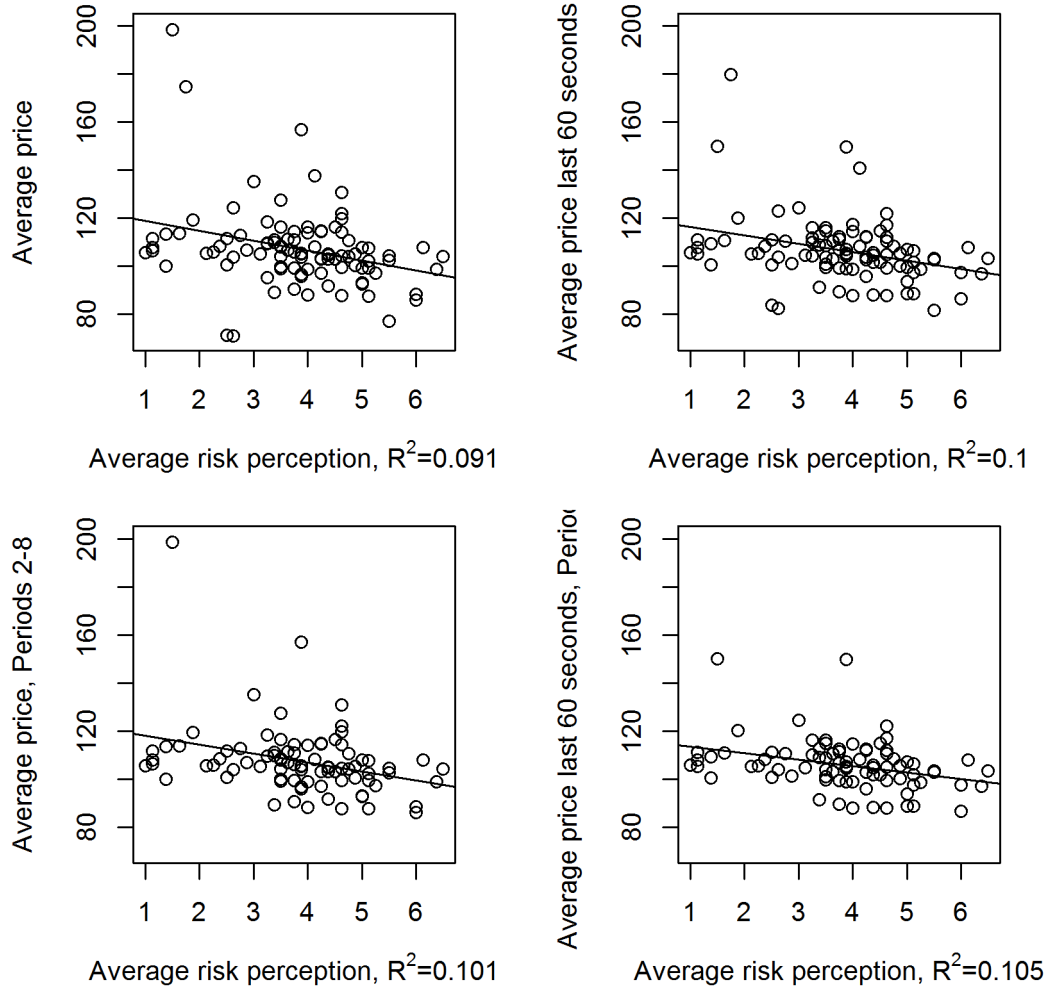 Average price
200
160
120
80
1 2 3 4 5 6
Average risk perception, R²=0.091
Average price last 60 seconds
200
160
120
80
1 2 3 4 5 6
Average risk perception, R²=0.1
Average price, Periods 2-8
200
160
120
80
1 2 3 4 5 6
Average risk perception, R²=0.101
Average price last 60 seconds,
200
160
120
80
1 2 3 4 5 6
Average risk perception, R²=0.105